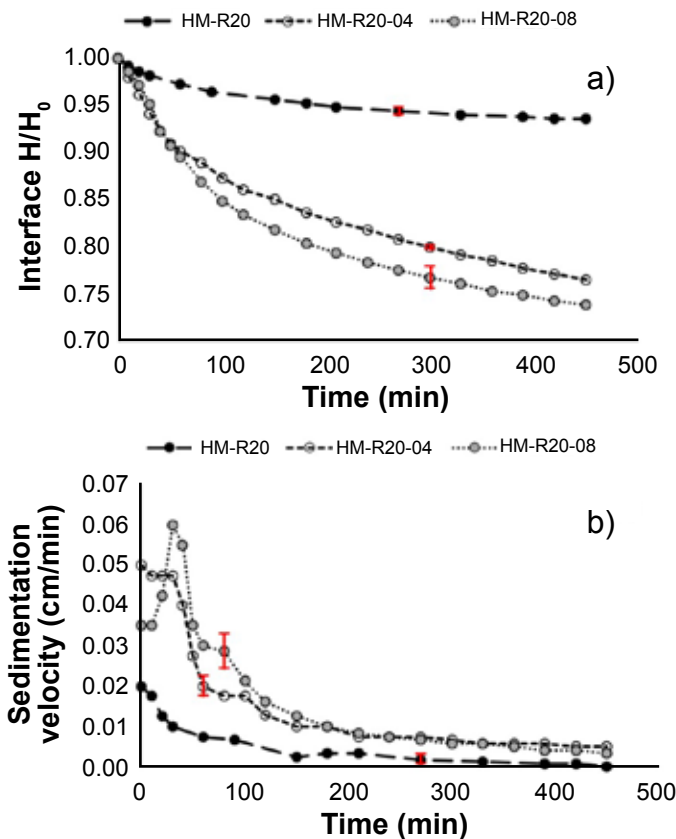 HM-R20 HM-R20-04 HM-R20-08
a)
1.00
0.95
0.90
0.85
0.80
0.75
0.70
Interface H/H₀
0 100 200 300 400 500
Time (min)
HM-R20 HM-R20-04 HM-R20-08
b)
0.07
0.06
0.05
0.04
0.03
0.02
0.01
0.00
Sedimentation
velocity (cm/min)
0 100 200 300 400 500
Time (min)